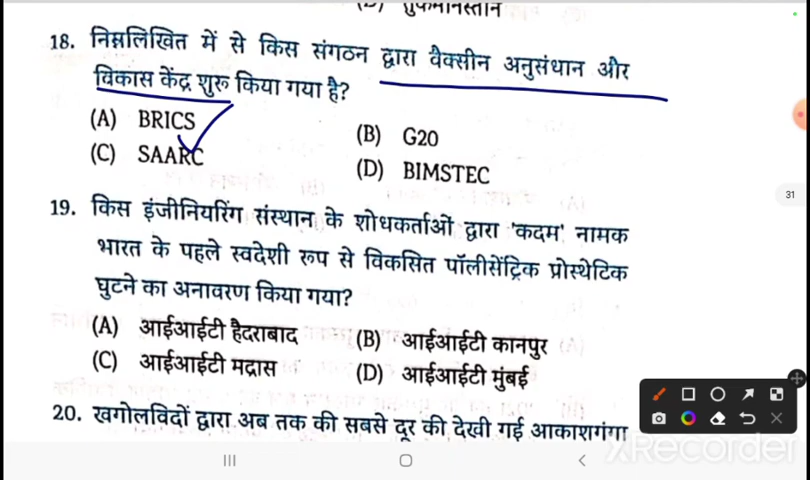 (D) तुर्कमानिस्तान
18. निम्नलिखित में से किस संगठन द्वारा वैक्सीन अनुसंधान और
विकास केंद्र शुरू किया गया है?
(A) BRICS
(B) G20
(C) SAARC
(D) BIMSTEC
31
19. किस इंजीनियरिंग संस्थान के शोधकर्ताओं द्वारा 'कदम' नामक
भारत के पहले स्वदेशी रूप से विकसित पॉलीसेंट्रिक प्रोस्थेटिक
घुटने का अनावरण किया गया?
(A) आईआईटी हैदराबाद
(B) आईआईटी कानपुर
(C) आईआईटी मद्रास
(D) आईआईटी मुंबई
20. खगोलविदों द्वारा अब तक की सबसे दूर की देखी गई आकाशगंगा
XRecorder